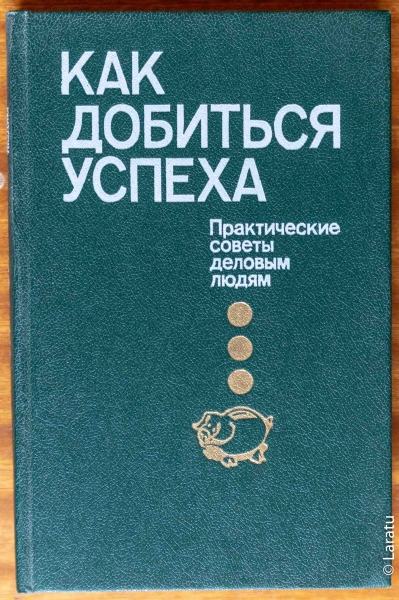 КАК
ДОБИТЬСЯ
УСПЕХА
Практические
советы
деловым
людям
© Laratu